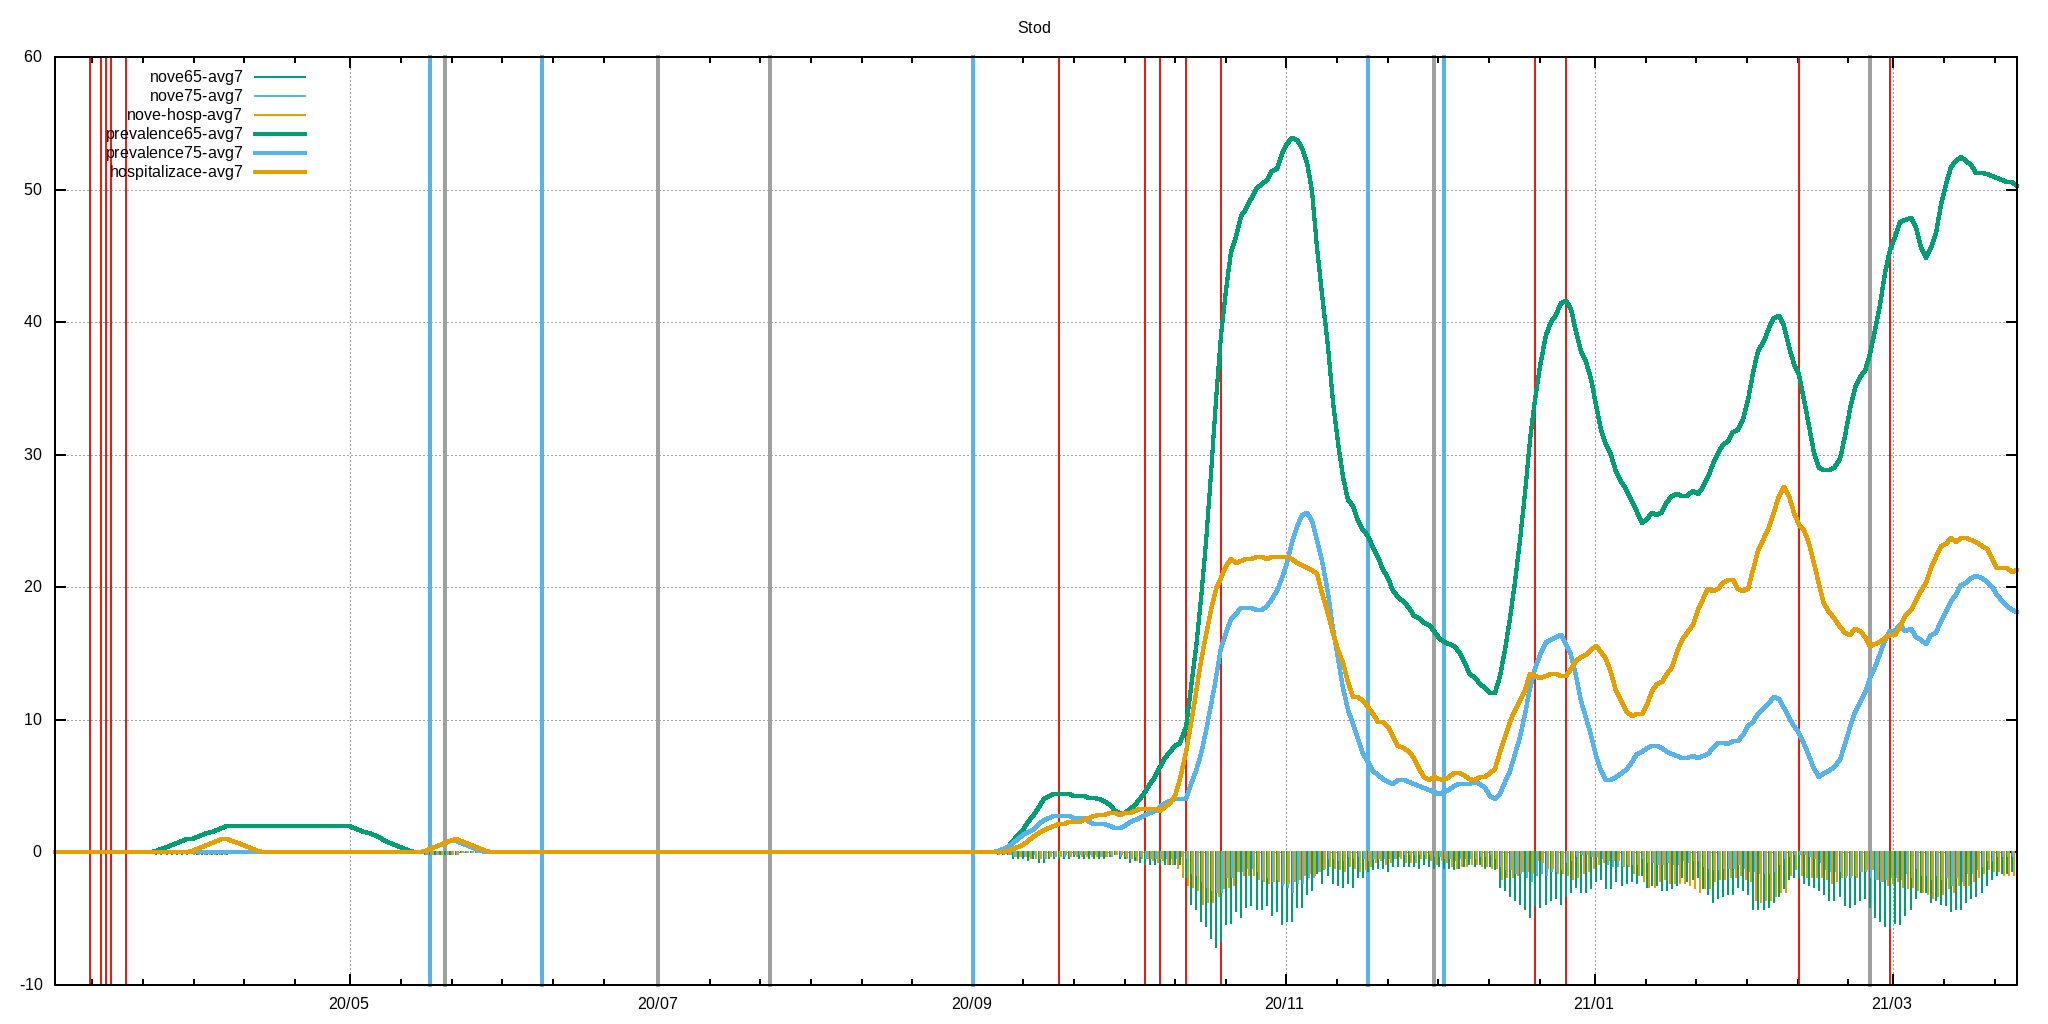 Stod
60
nove65-avg7
nove75-avg7
nove-hosp-avg7
prevalence65-avg7
prevalence75-avg7
hospitalizace-avg7
50
40
30
20
10
0
-10
20/05 20/07 20/09 20/11 21/01 21/03